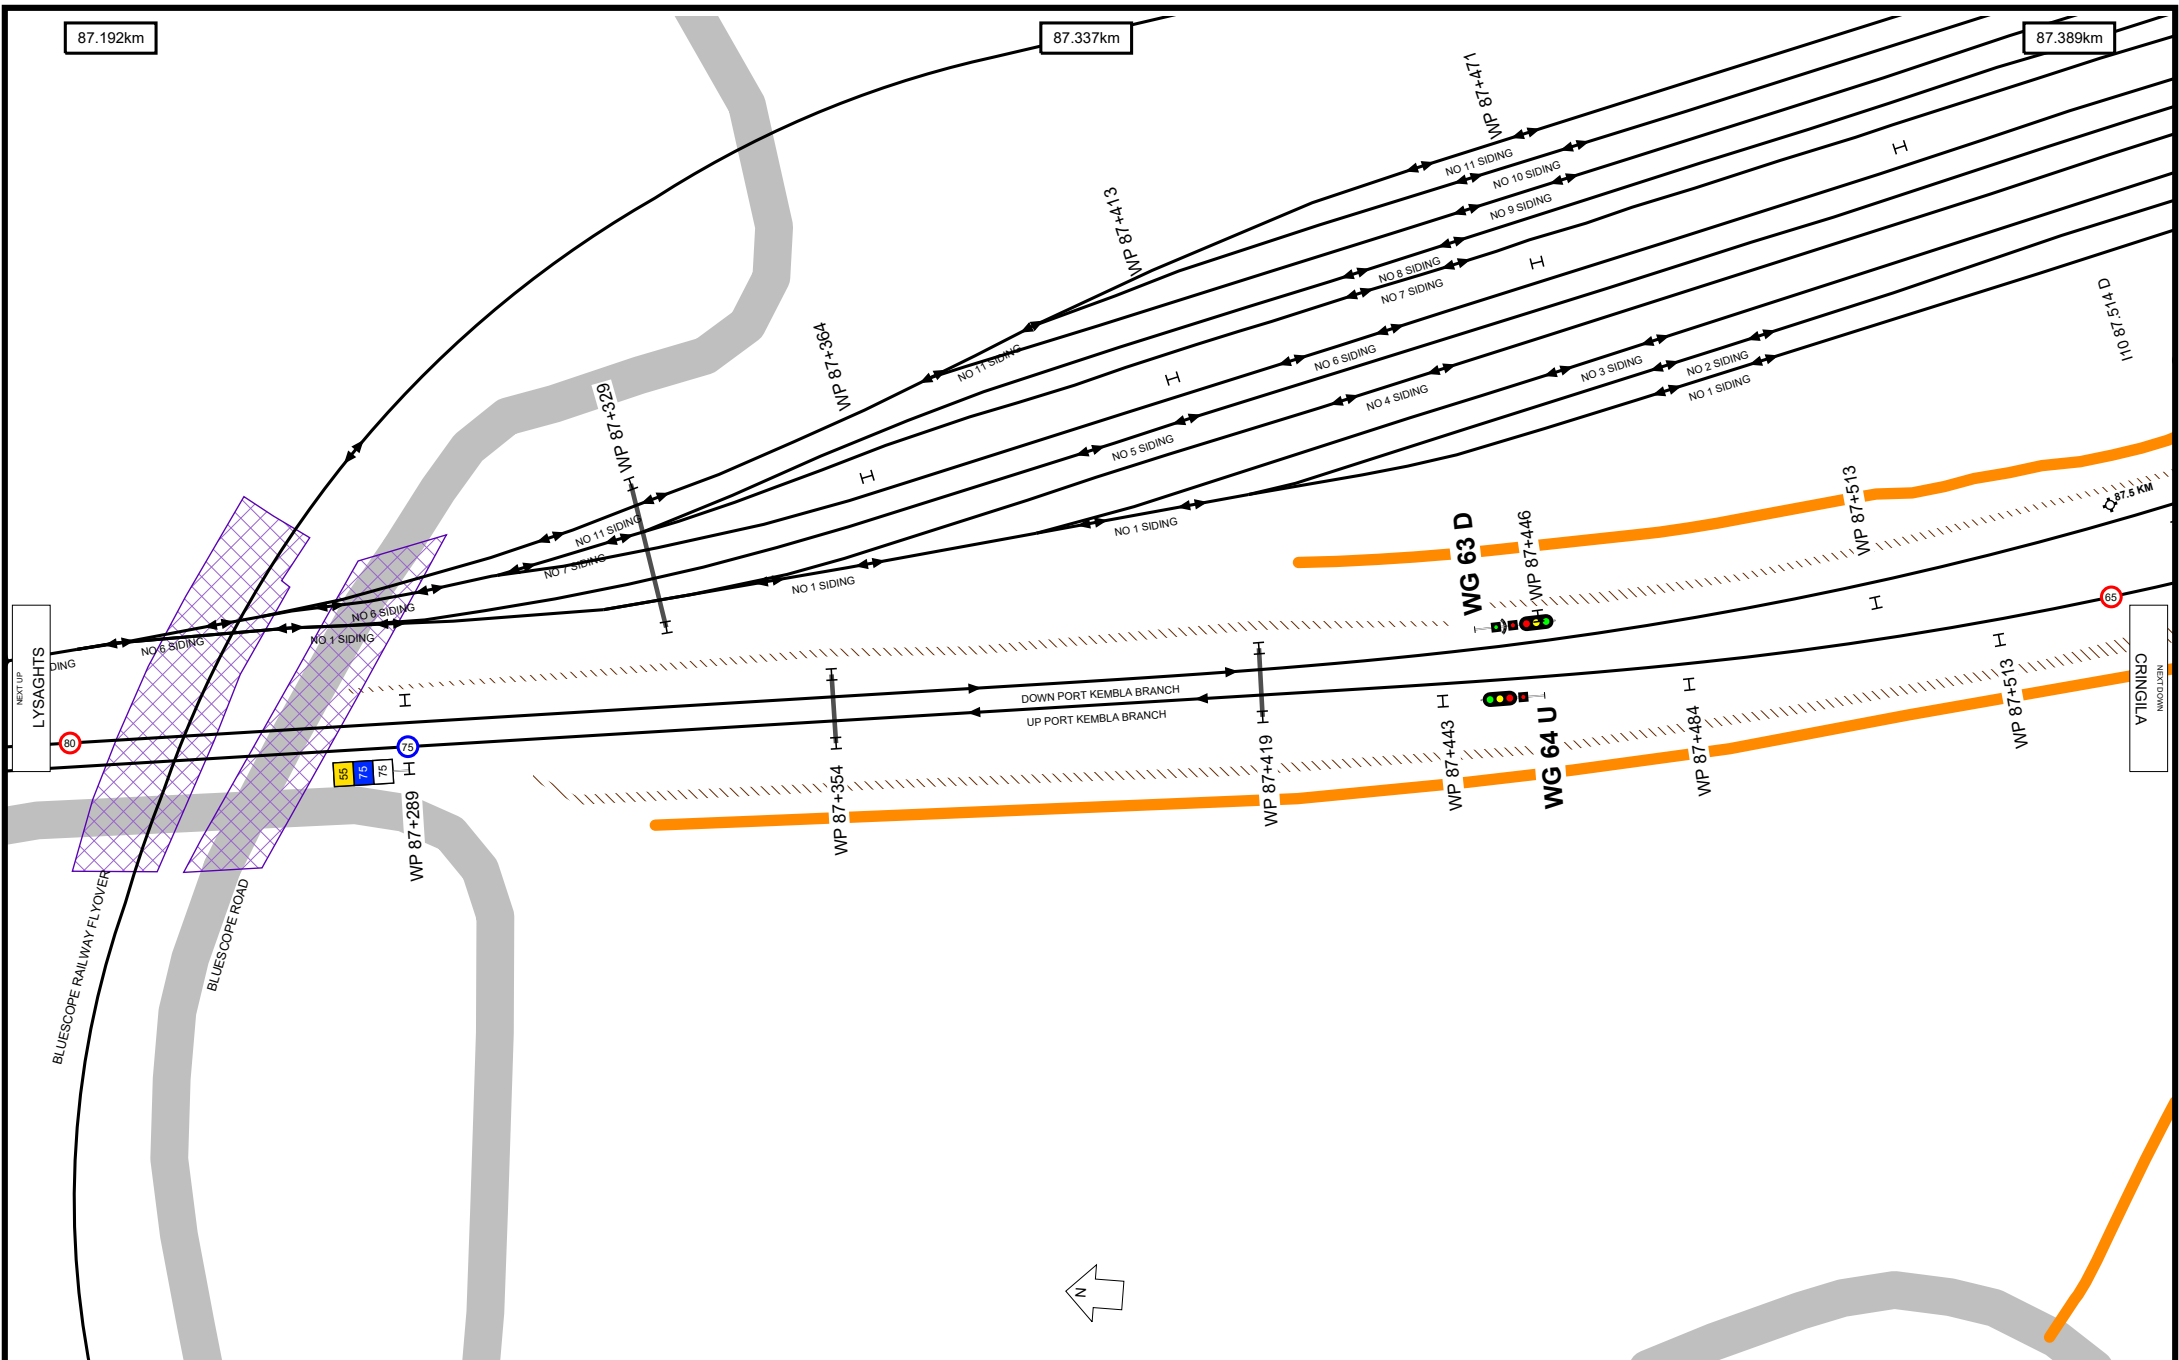 87.192km
87.337km
87.389km
WP 87+471
NO 11 SIDING
NO 10 SIDING
NO 9 SIDING
WP 87+413
NO 8 SIDING
NO 7 SIDING
110 87.514 D
WP 87+364
NO 11 SIDING
NO 6 SIDING
NO 3 SIDING
NO 2 SIDING
NO 1 SIDING
WP 87+329
NO 4 SIDING
NO 5 SIDING
NO 11 SIDING
NO 1 SIDING
WG 63 D
WP 87+446
WP 87+513
87.5 KM
NO 7 SIDING
NO 1 SIDING
NO 6 SIDING
NO 1 SIDING
NO 6 SIDING
DING
65
NEXT UP
LYSAGHTS
DOWN PORT KEMBLA BRANCH
UP PORT KEMBLA BRANCH
CRINGILA
NEXT DOWN
80
75
55
75
75
WP 87+289
WP 87+354
WP 87+419
WP 87+443
WG 64 U
WP 87+484
WP 87+513
BLUESCOPE RAILWAY FLYOVER
BLUESCOPE ROAD
N